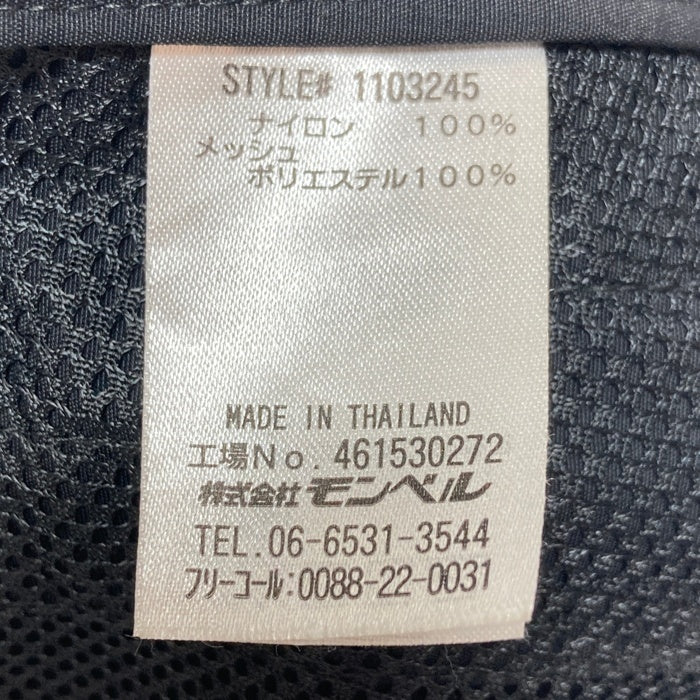 STYLE# 1103245
ナイロン 100%
メッシュ
ポリエステル100%
MADE IN THAILAND
工場No. 461530272
株式会社 モンベル
TEL.06-6531-3544
フリーコール:0088-22-0031